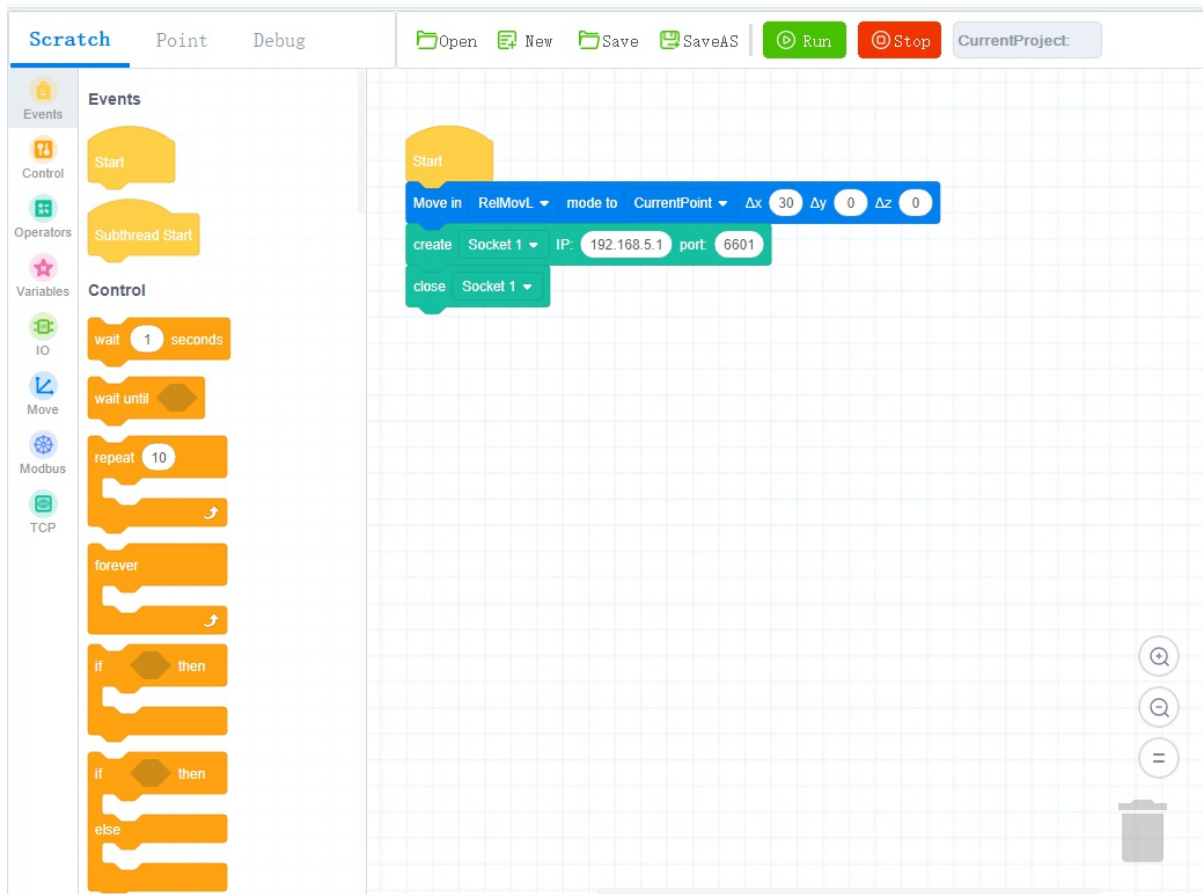 Scratch Point Debug
Open New Save SaveAS Run Stop CurrentProject:
Events
Control
Operators
Variables
IO
Move
Modbus
TCP
Events
Start
Subthread Start
Control
wait 1 seconds
wait until
repeat 10
forever
if then
if then
else
Start
Move in RelMovL mode to CurrentPoint Δx 30 Δy 0 Δz 0
create Socket 1 IP: 192.168.5.1 port: 6601
close Socket 1